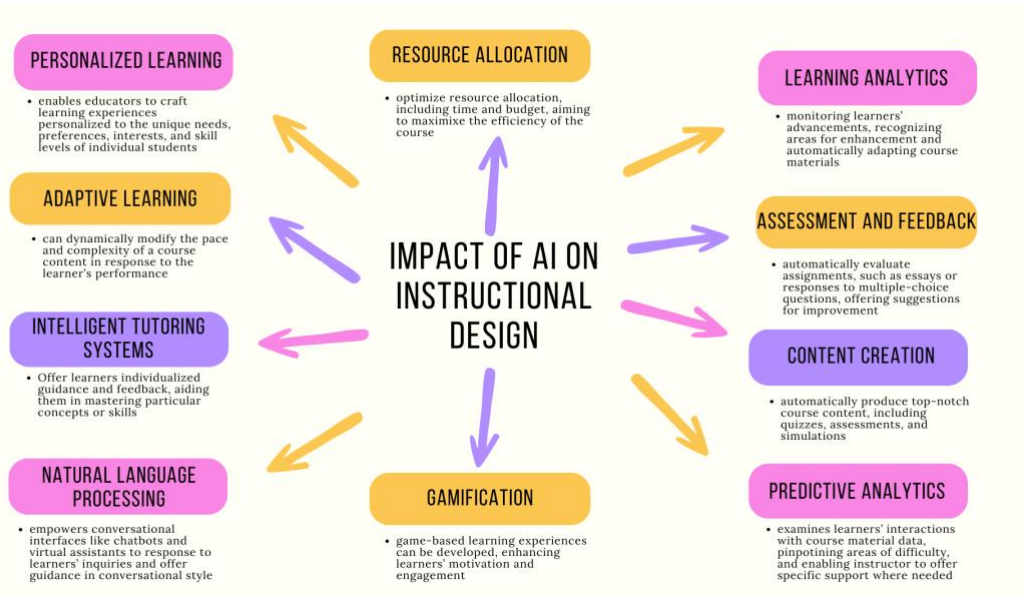 PERSONALIZED LEARNING
• enables educators to craft
learning experiences
personalized to the unique needs,
preferences, interests, and skill
levels of individual students
ADAPTIVE LEARNING
• can dynamically modify the pace
and complexity of a course
content in response to the
learner's performance
INTELLIGENT TUTORING
SYSTEMS
• Offer learners individualized
guidance and feedback, aiding
them in mastering particular
concepts or skills
NATURAL LANGUAGE
PROCESSING
• empowers conversational
interfaces like chatbots and
virtual assistants to response to
learners' inquiries and offer
guidance in conversational style
RESOURCE ALLOCATION
• optimize resource allocation,
including time and budget, aiming
to maximixe the efficiency of the
course
IMPACT OF AI ON
INSTRUCTIONAL
DESIGN
GAMIFICATION
• game-based learning experiences
can be developed, enhancing
learners' motivation and
engagement
LEARNING ANALYTICS
• monitoring learners'
advancements, recognizing
areas for enhancement and
automatically adapting course
materials
ASSESSMENT AND FEEDBACK
• automatically evaluate
assignments, such as essays or
responses to multiple-choice
questions, offering suggestions
for improvement
CONTENT CREATION
• automatically produce top-notch
course content, including
quizzes, assessments, and
simulations
PREDICTIVE ANALYTICS
• examines learners' interactions
with course material data,
pinpotining areas of difficulty,
and enabling instructor to offer
specific support where needed